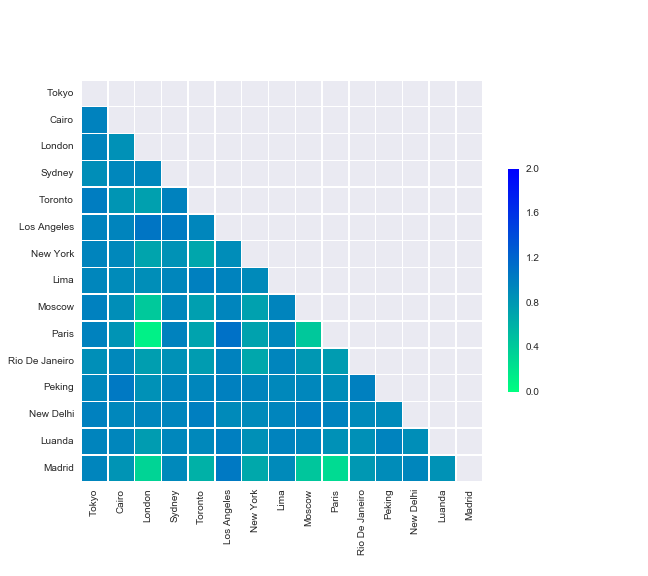 Tokyo
Cairo
London
Sydney
Toronto
Los Angeles
New York
Lima
Moscow
Paris
Rio De Janeiro
Peking
New Delhi
Luanda
Madrid
2.0
1.6
1.2
0.8
0.4
0.0
Tokyo
Cairo
London
Sydney
Toronto
Los Angeles
New York
Lima
Moscow
Paris
Rio De Janeiro
Peking
New Delhi
Luanda
Madrid